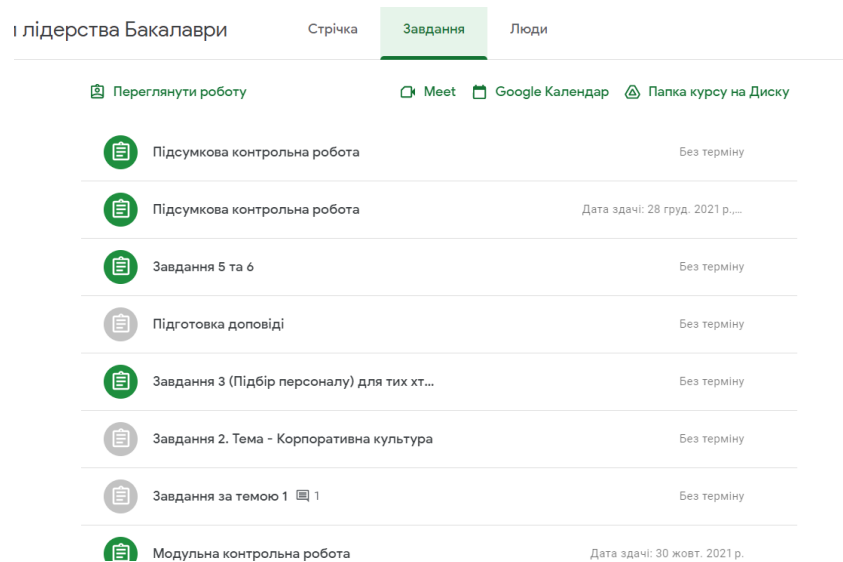 лідерства Бакалаври Стрічка Завдання Люди
Переглянути роботу Meet Google Календар Папка курсу на Диску
Підсумкова контрольна робота Без терміну
Підсумкова контрольна робота Дата здачі: 28 груд. 2021 р.,...
Завдання 5 та 6 Без терміну
Підготовка доповіді Без терміну
Завдання 3 (Підбір персоналу) для тих хт... Без терміну
Завдання 2. Тема - Корпоративна культура Без терміну
Завдання за темою 1 1 Без терміну
Модульна контрольна робота Дата здачі: 30 жовт. 2021 р.